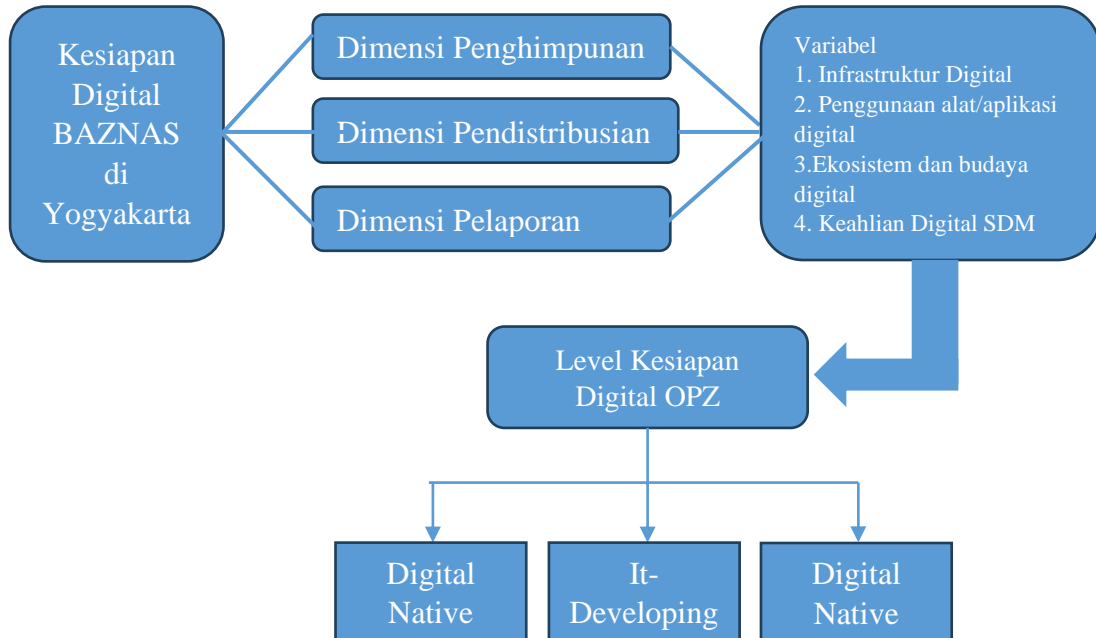 Kesiapan
Digital
BAZNAS
di
Yogyakarta
Dimensi Penghimpunan
Dimensi Pendistribusian
Dimensi Pelaporan
Variabel
1. Infrastruktur Digital
2. Penggunaan alat/aplikasi
digital
3.Ekosistem dan budaya
digital
4. Keahlian Digital SDM
Level Kesiapan
Digital OPZ
Digital
Native
It-
Developing
Digital
Native